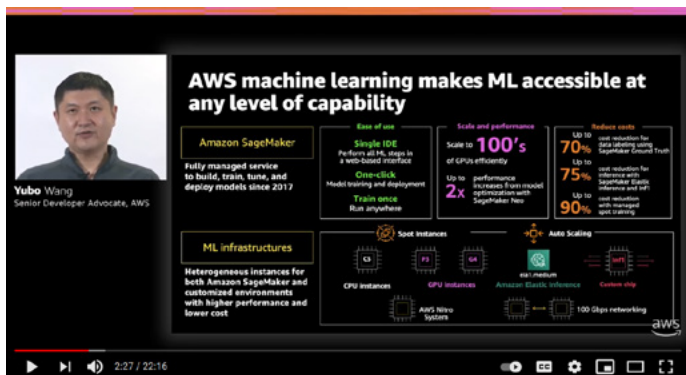 AWS machine learning makes ML accessible at
any level of capability
Yubo Wang
Senior Developer Advocate, AWS
Amazon SageMaker
Fully managed service
to build, train, tune, and
deploy models since 2017
Ease of use
Single IDE
Perform all ML steps in
a web-based interface
One-click
Model training and deployment
Train once
Run anywhere
Scale and performance
Scale to 100's
of GPUs efficiently
Up to 2x performance
increases from model
optimization with
SageMaker Neo
Reduce costs
Up to 70% cost reduction for
data labeling using
SageMaker Ground Truth
Up to 75% cost reduction for
inference with
SageMaker Elastic
Inference and Inf1
Up to 90% cost reduction
with managed
spot training
ML infrastructures
Heterogeneous instances for
both Amazon SageMaker and
customized environments
with higher performance and
lower cost
Spot Instances
Auto Scaling
C5
P3
G4
eia1.medium
Inf1
CPU instances
GPU instances
Amazon Elastic Inference
Custom chip
AWS Nitro
System
100 Gbps networking
aws
2:27 / 22:16
CC